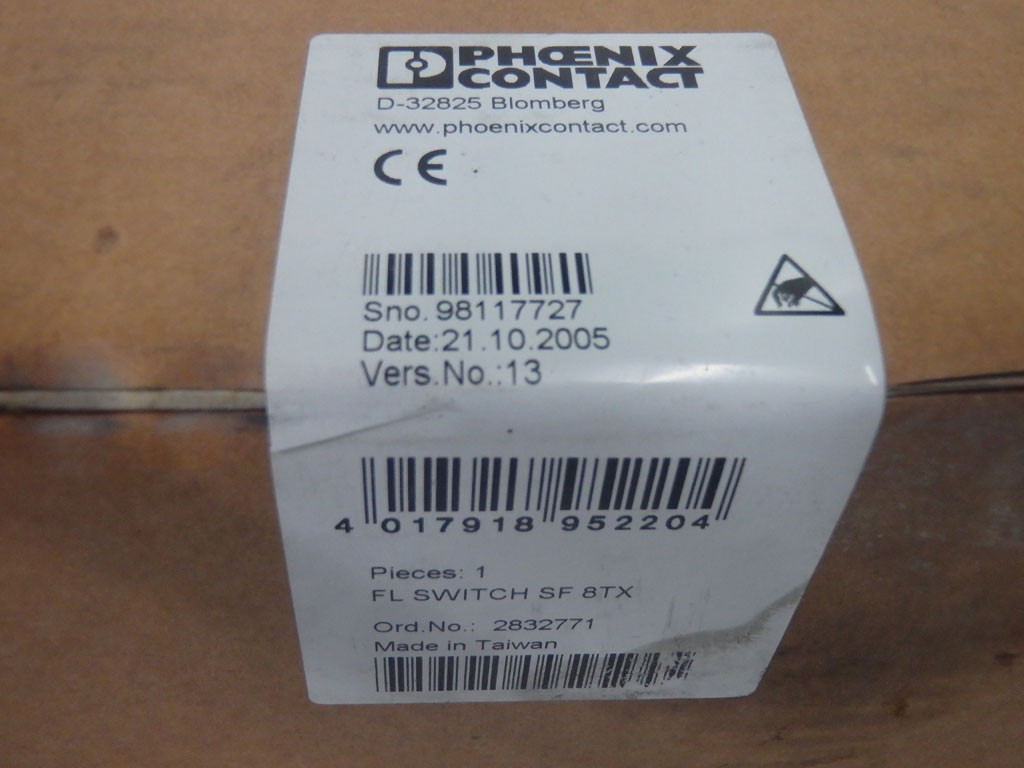 PHŒNIX
CONTACT
D-32825 Blomberg
www.phoenixcontact.com
CE
Sno. 98117727
Date:21.10.2005
Vers.No.:13
4 017918 952204
Pieces: 1
FL SWITCH SF 8TX
Ord.No.: 2832771
Made in Taiwan